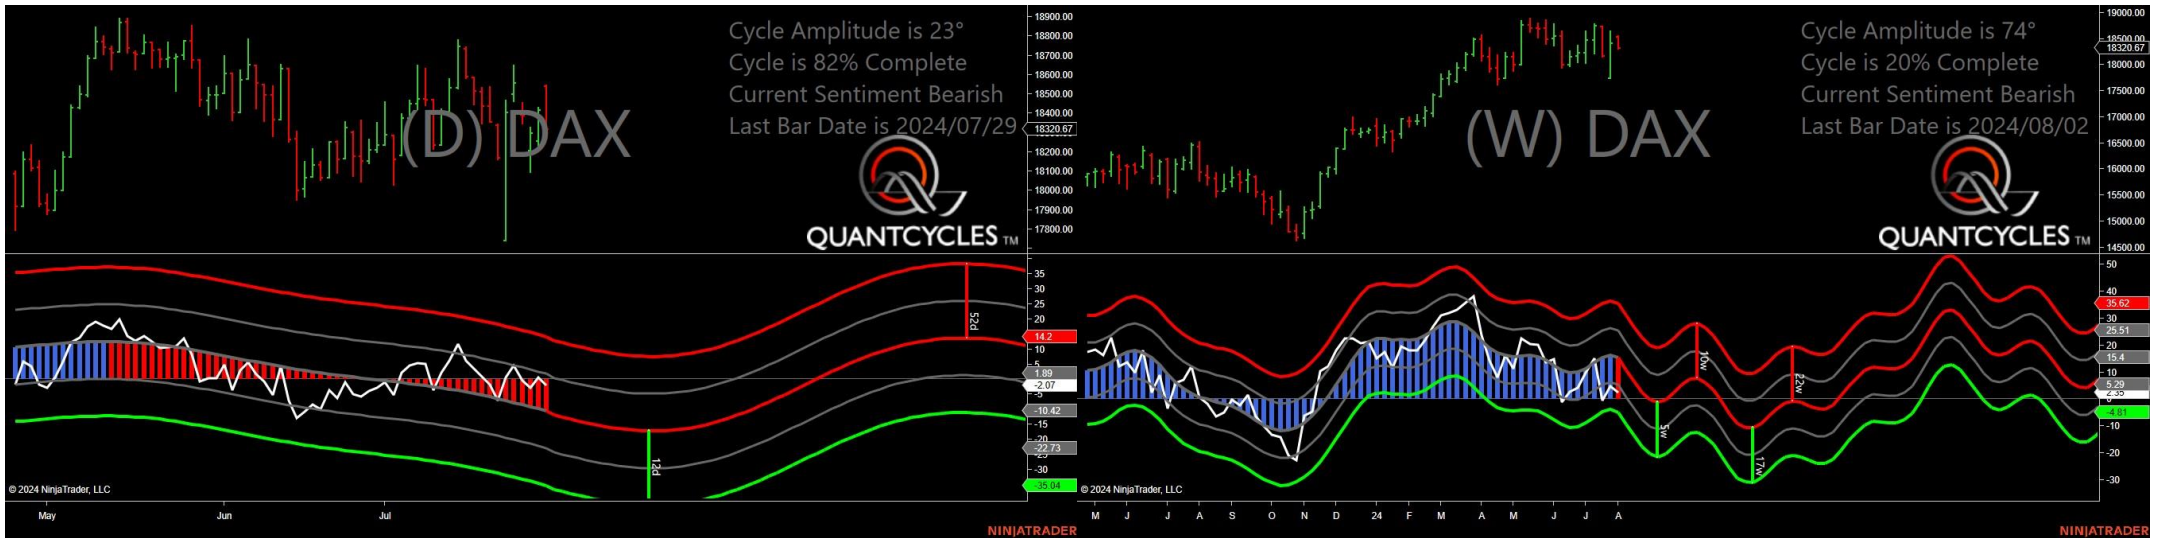 Cycle Amplitude is 23°
Cycle is 82% Complete
Current Sentiment Bearish
Last Bar Date is 2024/07/29
(D) DAX
QUANTCYCLES TM
18900.00
18800.00
18700.00
18600.00
18500.00
18400.00
18320.67
18200.00
18100.00
18000.00
17900.00
17800.00
35
30
25
20
14.2
10
5
1.89
-2.07
-5
-10.42
-15
-20
-22.73
-30
-35.04
52d
12d
© 2024 NinjaTrader, LLC
May
Jun
Jul
NINJATRADER
Cycle Amplitude is 74°
Cycle is 20% Complete
Current Sentiment Bearish
Last Bar Date is 2024/08/02
(W) DAX
QUANTCYCLES TM
19000.00
18320.67
18000.00
17500.00
17000.00
16500.00
16000.00
15500.00
15000.00
14500.00
50
40
35.62
30
25.51
20
15.4
10
5.29
2.35
-4.81
-10
-20
-30
10w
22w
5w
17w
© 2024 NinjaTrader, LLC
M J J A S O N D 24 F M A M J J A
NINJATRADER